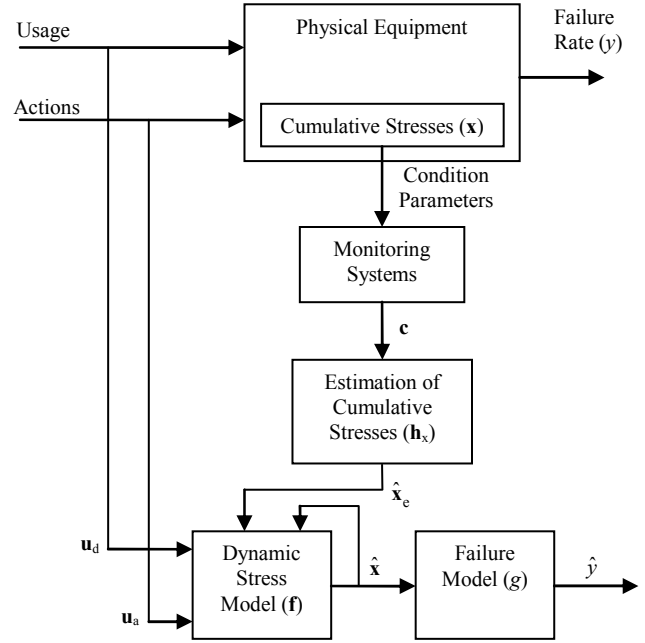 Usage
Physical Equipment
Failure
Rate (y)
Actions
Cumulative Stresses (x)
Condition
Parameters
Monitoring
Systems
c
Estimation of
Cumulative
Stresses (hₓ)
x̂ₑ
u_d
Dynamic
Stress
Model (f)
x̂
Failure
Model (g)
ŷ
uₐ